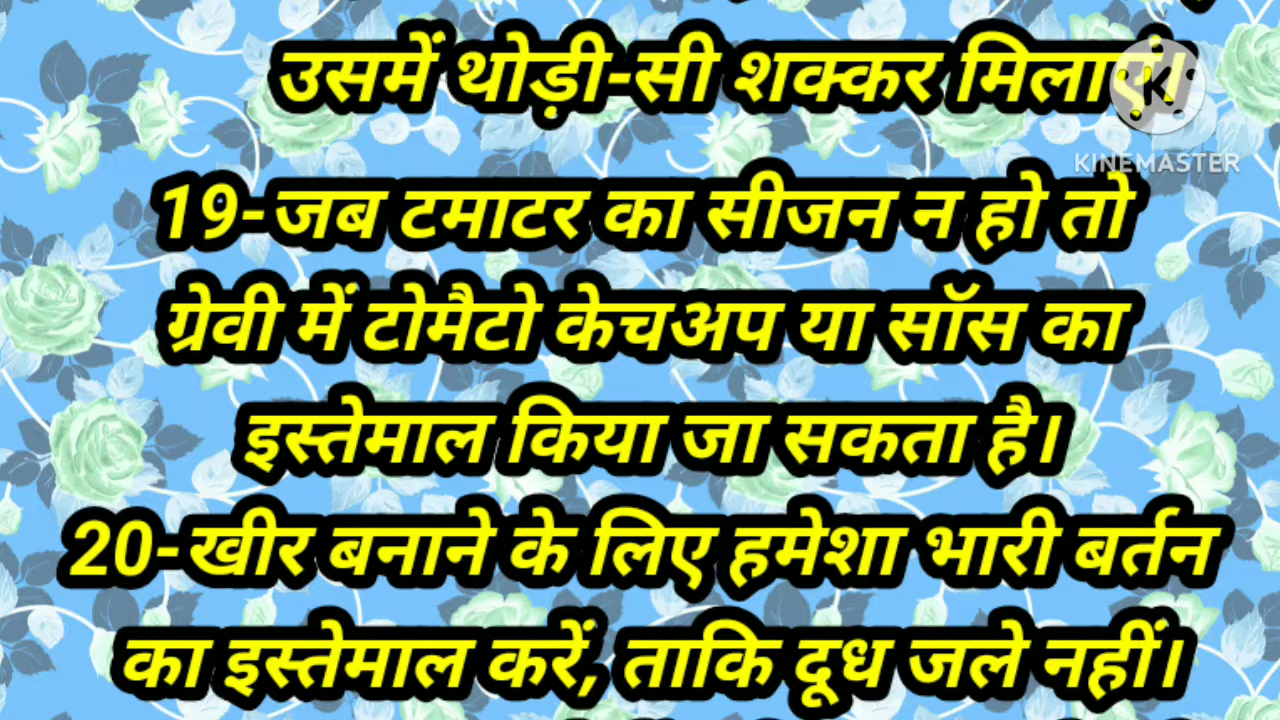 उसमें थोड़ी-सी शक्कर
KINEMASTER
19-जब टमाटर का सीजन न हो तो
ग्रेवी में टोमैटो केचअप या सॉस का
इस्तेमाल किया जा सकता है।
20-खीर बनाने के लिए हमेशा भारी बर्तन
का इस्तेमाल करें, ताकि दूध जले नहीं।